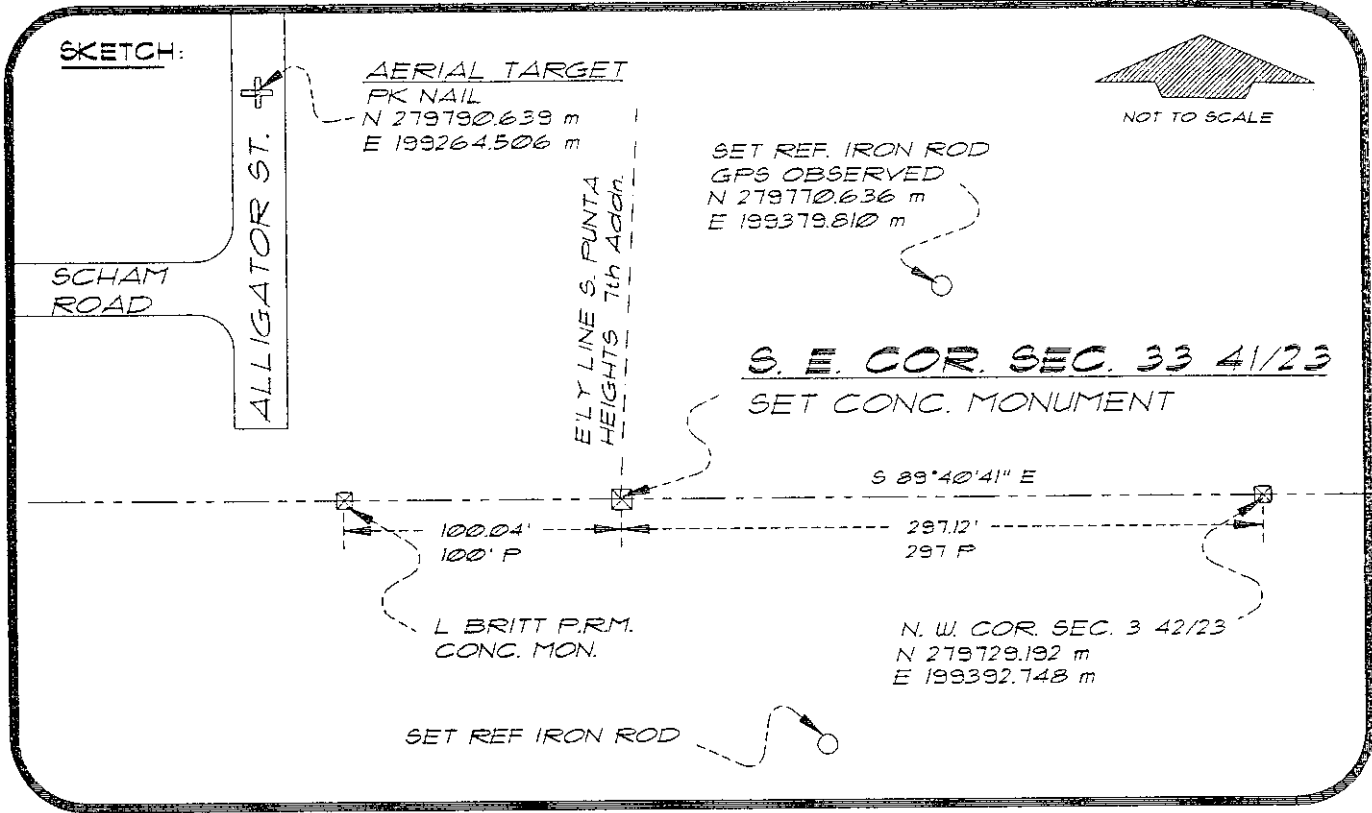 SKETCH:
AERIAL TARGET
PK NAIL
N 279790.639 m
E 199264.506 m
NOT TO SCALE
SET REF. IRON ROD
GPS OBSERVED
N 279770.636 m
E 199379.810 m
ALLIGATOR ST.
SCHAM
ROAD
E'LY LINE S. PUNTA
HEIGHTS 7th Addn.
S. E. COR. SEC. 33 41/23
SET CONC. MONUMENT
S 89°40'41" E
100.04'
100' P
297.12'
297 P
L BRITT P.R.M.
CONC. MON.
N. W. COR. SEC. 3 42/23
N 279729.192 m
E 199392.748 m
SET REF IRON ROD